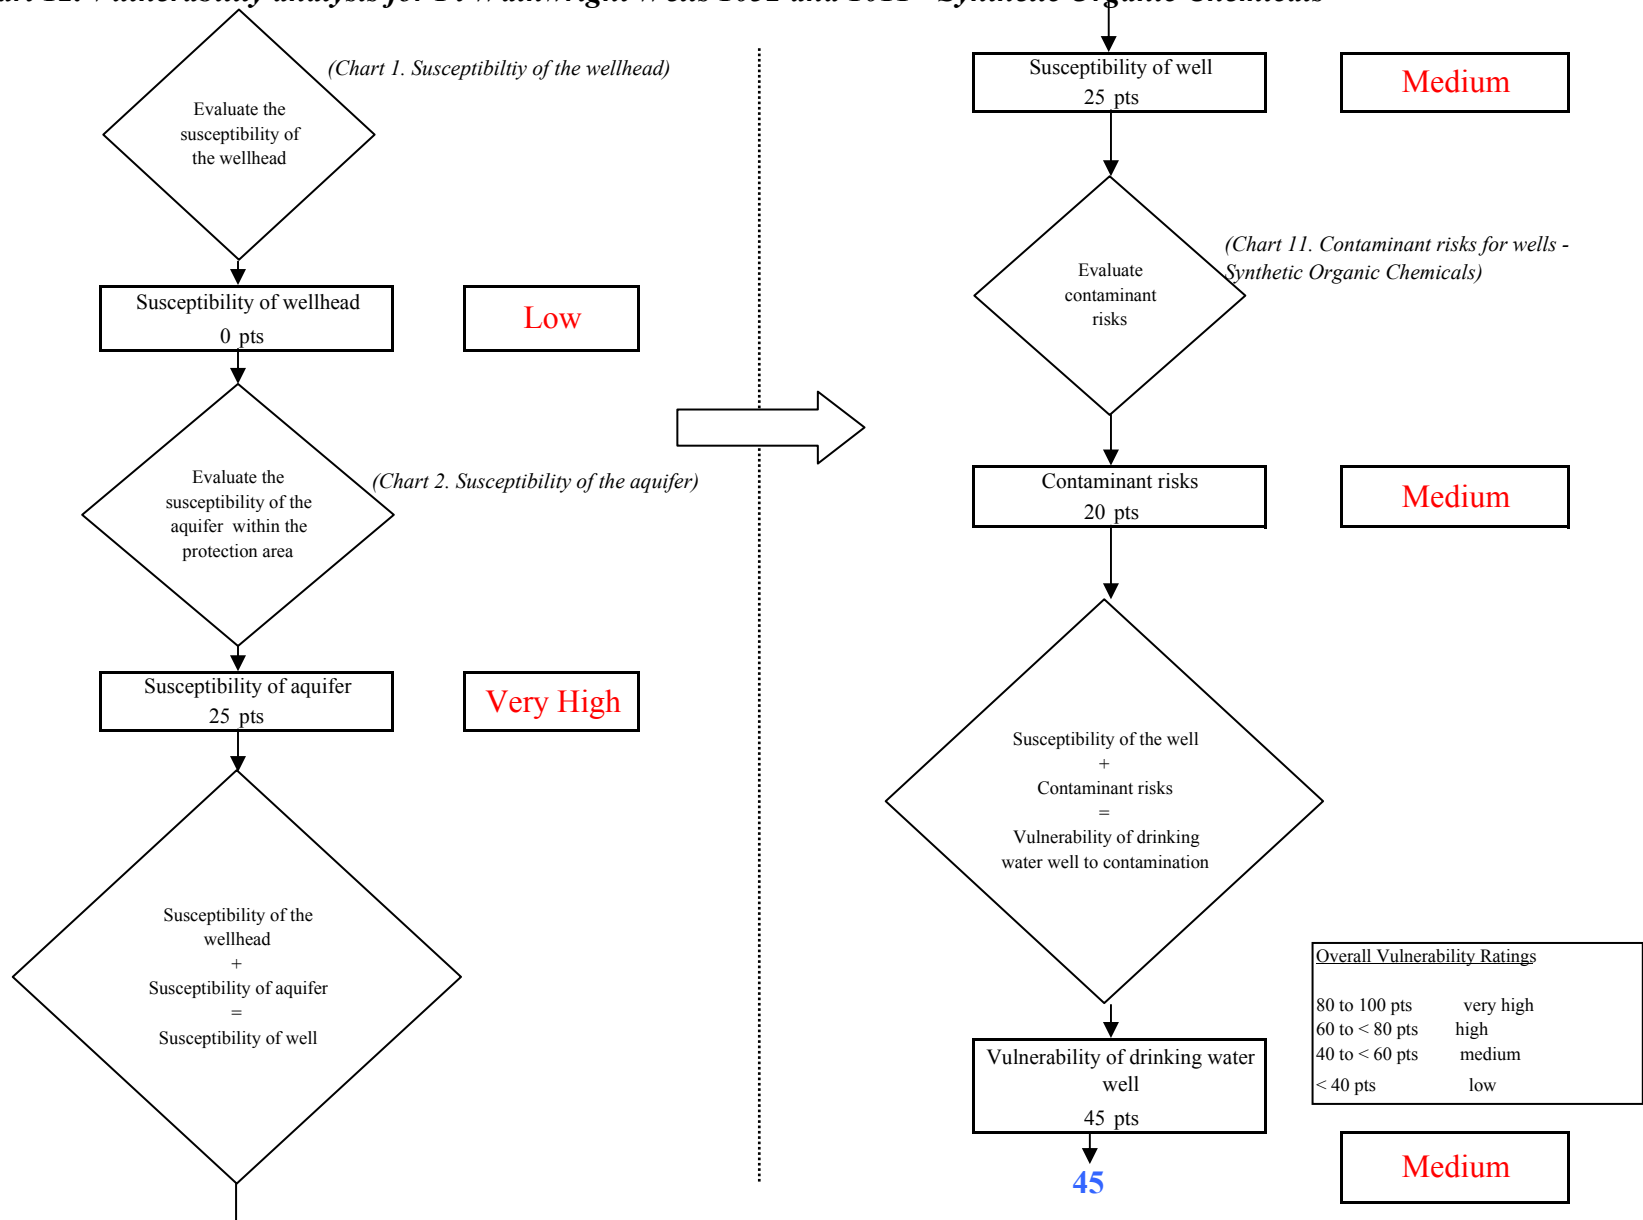 Evaluate the
susceptibility of
the wellhead
(Chart 1. Susceptibiltiy of the wellhead)
Susceptibility of wellhead
0 pts
Low
Evaluate the
susceptibility of the
aquifer within the
protection area
(Chart 2. Susceptibility of the aquifer)
Susceptibility of aquifer
25 pts
Very High
Susceptibility of the
wellhead
+
Susceptibility of aquifer
=
Susceptibility of well
Susceptibility of well
25 pts
Medium
Evaluate
contaminant
risks
(Chart 11. Contaminant risks for wells -
Synthetic Organic Chemicals)
Contaminant risks
20 pts
Medium
Susceptibility of the well
+
Contaminant risks
=
Vulnerability of drinking
water well to contamination
Overall Vulnerability Ratings
80 to 100 pts very high
60 to < 80 pts high
40 to < 60 pts medium
< 40 pts low
Vulnerability of drinking water
well
45 pts
45
Medium